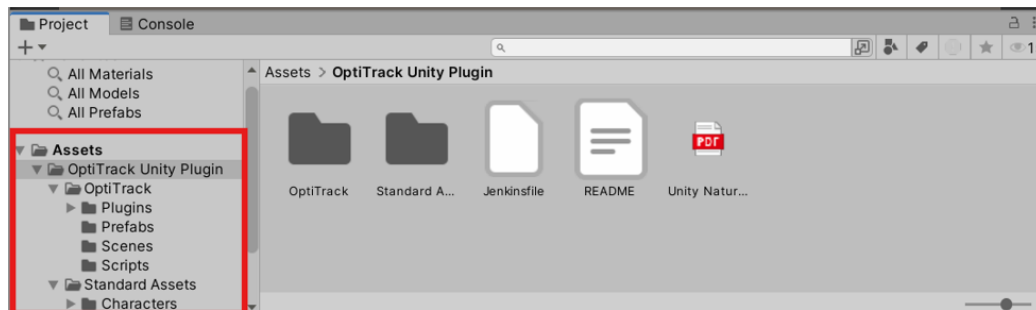 Project Console
1
All Materials
All Models
All Prefabs
Assets
OptiTrack Unity Plugin
OptiTrack
Plugins
Prefabs
Scenes
Scripts
Standard Assets
Characters
Assets > OptiTrack Unity Plugin
PDF
OptiTrack Standard A... Jenkinsfile README Unity Natur...